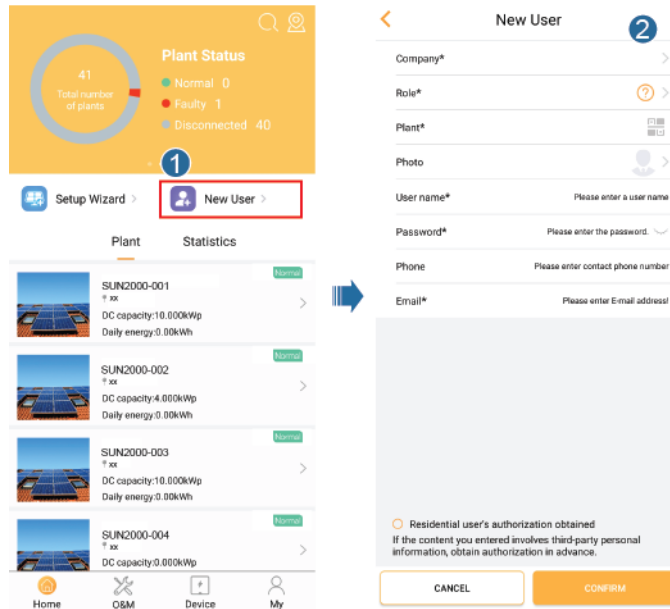 41
Total number
of plants
Plant Status
Normal 0
Faulty 1
Disconnected 40
1
Setup Wizard >
New User >
Plant
Statistics
Normal
SUN2000-001
xx
DC capacity:10.000kWp
Daily energy:0.00kWh
Normal
SUN2000-002
xx
DC capacity:4.000kWp
Daily energy:0.00kWh
Normal
SUN2000-003
xx
DC capacity:10.000kWp
Daily energy:0.00kWh
Normal
SUN2000-004
xx
DC capacity:0.000kWp
Home
O&M
Device
My
New User
2
Company*
Role*
?
Plant*
Photo
User name* Please enter a user name
Password* Please enter the password.
Phone Please enter contact phone number
Email* Please enter E-mail address!
Residential user's authorization obtained
If the content you entered involves third-party personal
information, obtain authorization in advance.
CANCEL
CONFIRM